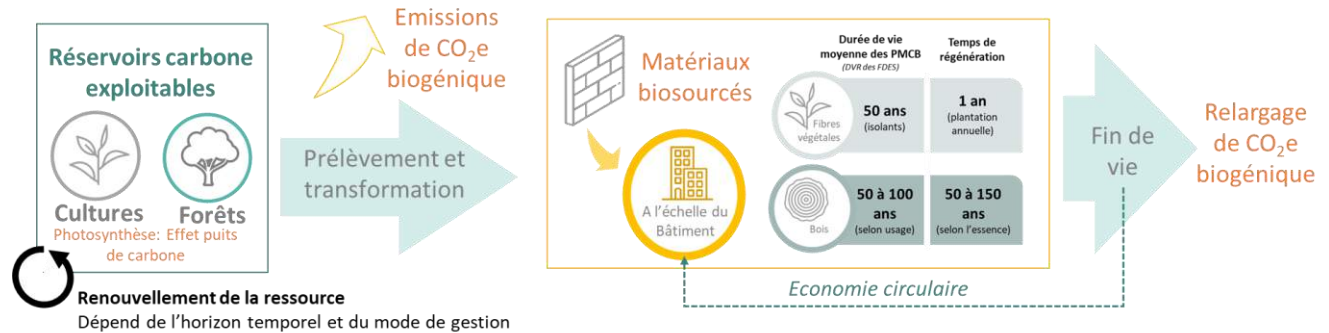 Réservoirs carbone
exploitables
Cultures
Forêts
Photosynthèse: Effet puits
de carbone
Renouvellement de la ressource
Dépend de l'horizon temporel et du mode de gestion
Emissions
de CO₂e
biogénique
Prélèvement et
transformation
Matériaux
biosourcés
A l'échelle du
Bâtiment
Durée de vie
moyenne des PMCB
(DVR des FDES)
Temps de
régénération
Fibres
végétales
50 ans
(isolants)
1 an
(plantation
annuelle)
Bois
50 à 100
ans
(selon usage)
50 à 150
ans
(selon l'essence)
Fin de
vie
Relargage
de CO₂e
biogénique
Economie circulaire